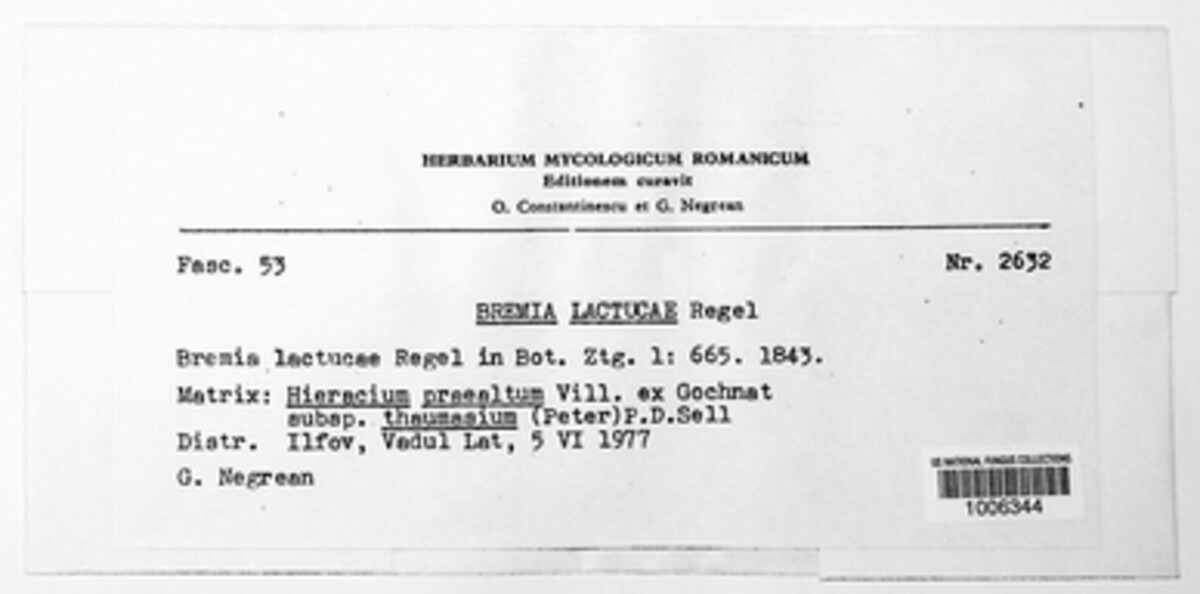 HERBARIUM MYCOLOGICUM ROMANICUM
Editionem curavit
O. Constantinescu et G. Negrean
Fasc. 53
Nr. 2632
BREMIA LACTUCAE Regel
Bremia lactucae Regel in Bot. Ztg. 1: 665. 1843.
Matrix: Hieracium praealtum Vill. ex Gochnat
subsp. thaumasium (Peter)P.D.Sell
Distr. Ilfov, Vadul Lat, 5 VI 1977
G. Negrean
US NATIONAL FUNGUS COLLECTIONS
1006344